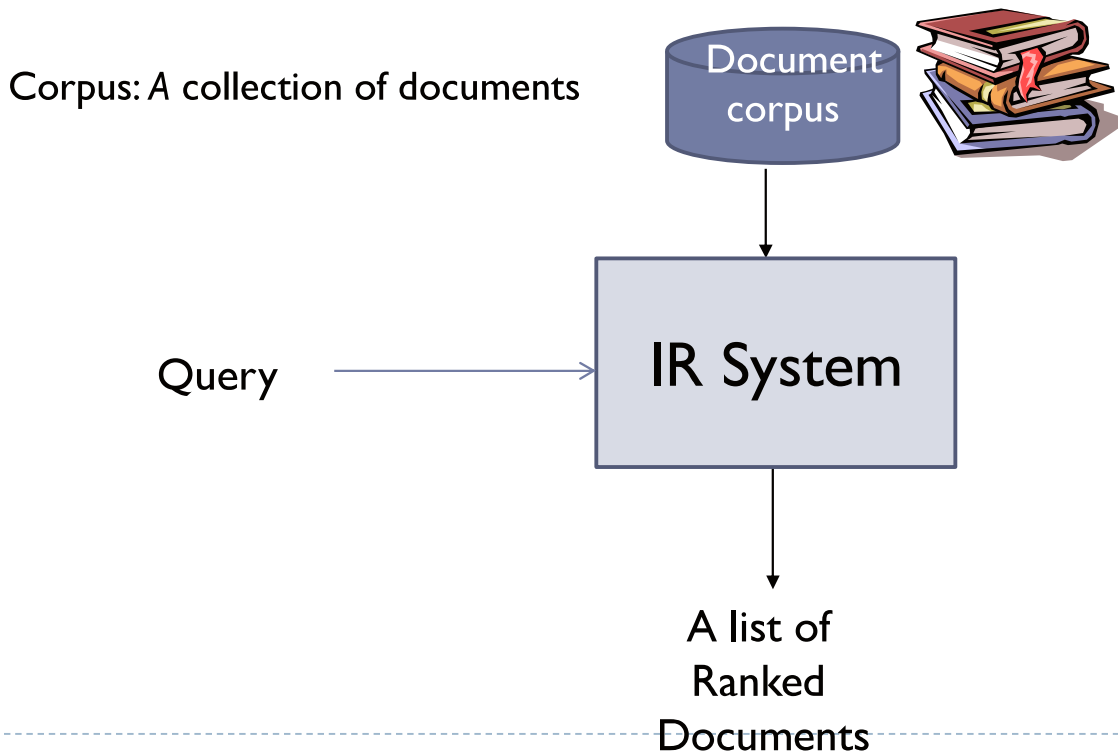 Corpus: A collection of documents
Document
corpus
Query
IR System
A list of
Ranked
Documents